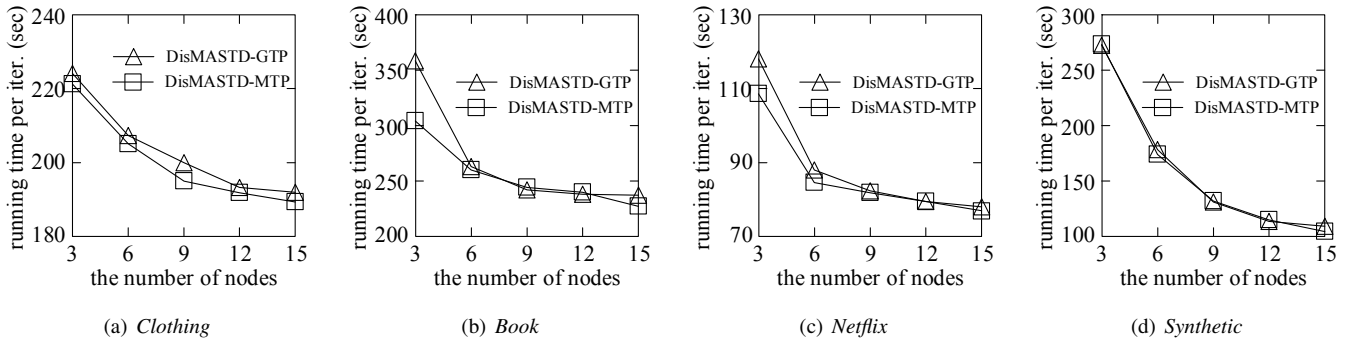 running time per iter. (sec)
240
220
200
180
DisMASTD-GTP
DisMASTD-MTP
3 6 9 12 15
the number of nodes
(a) Clothing
running time per iter. (sec)
400
350
300
250
200
DisMASTD-GTP
DisMASTD-MTP
3 6 9 12 15
the number of nodes
(b) Book
running time per iter. (sec)
130
110
90
70
DisMASTD-GTP
DisMASTD-MTP
3 6 9 12 15
the number of nodes
(c) Netflix
running time per iter. (sec)
300
250
200
150
100
DisMASTD-GTP
DisMASTD-MTP
3 6 9 12 15
the number of nodes
(d) Synthetic